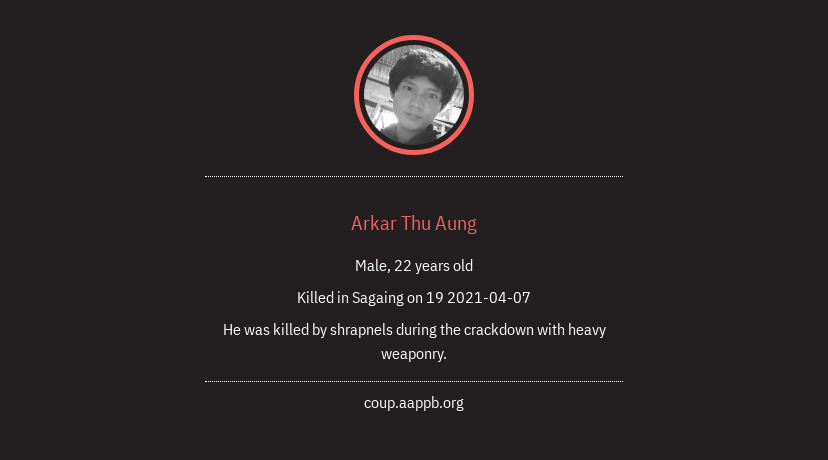 Arkar Thu Aung
Male, 22 years old
Killed in Sagaing on 19 2021-04-07
He was killed by shrapnels during the crackdown with heavy
weaponry.
coup.aappb.org